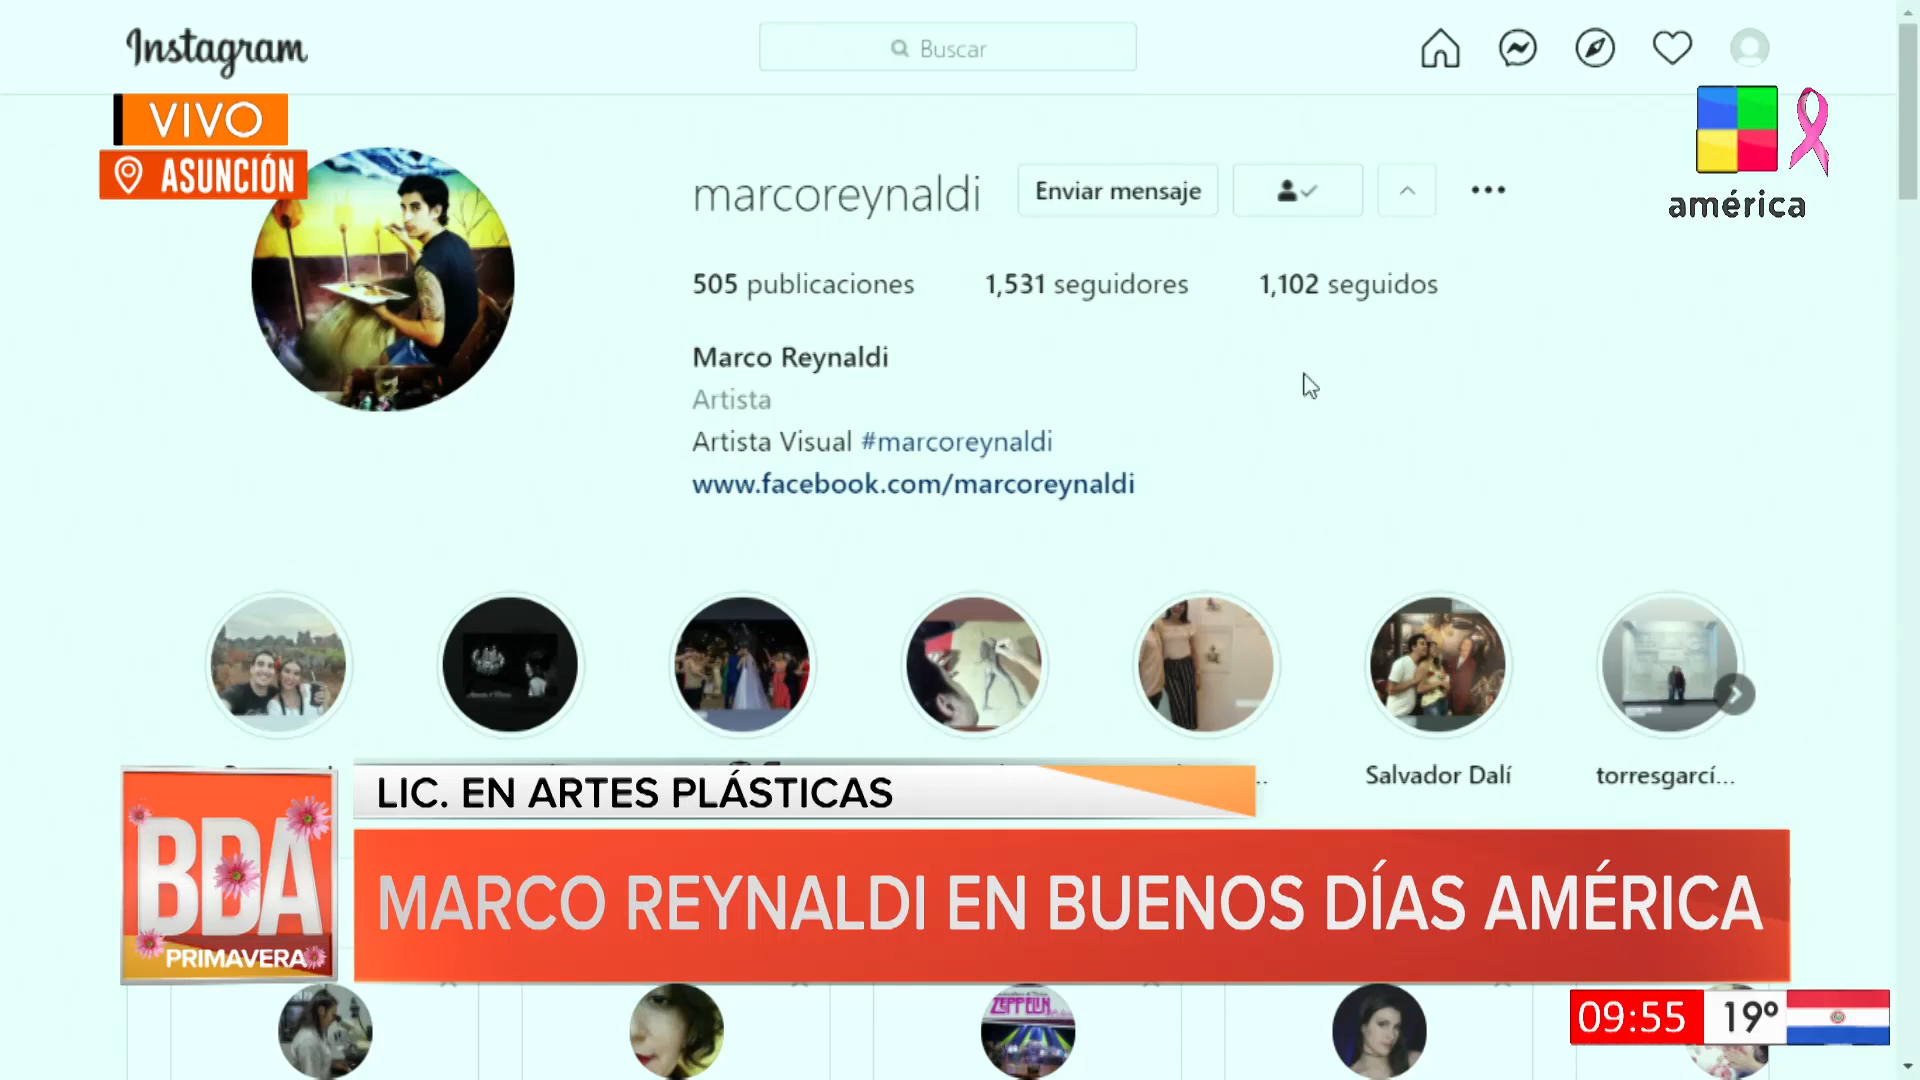 Instagram
Buscar
VIVO
ASUNCIÓN
marcoreynaldi
Enviar mensaje
américa
505 publicaciones
1,531 seguidores
1,102 seguidos
Marco Reynaldi
Artista
Artista Visual #marcoreynaldi
www.facebook.com/marcoreynaldi
Salvador Dalí
torresgarcí...
LIC. EN ARTES PLÁSTICAS
BDA
PRIMAVERA
MARCO REYNALDI EN BUENOS DÍAS AMÉRICA
ZEPPELIN
09:55
19º